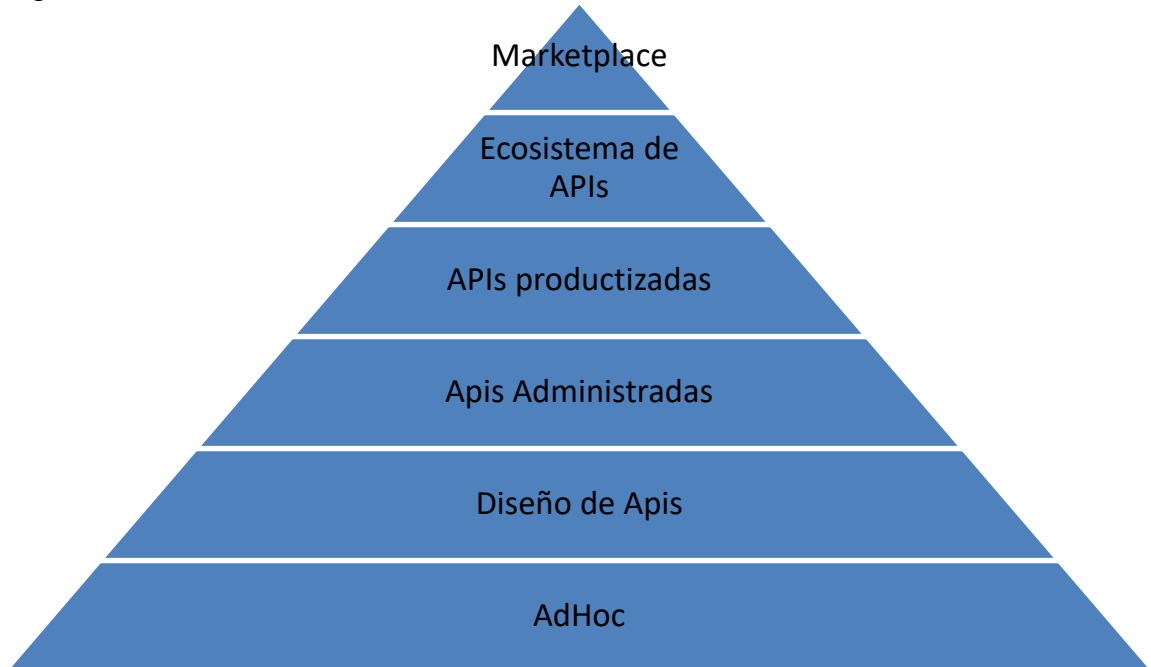 Marketplace
Ecosistema de
APIs
APIs productizadas
Apis Administradas
Diseño de Apis
AdHoc